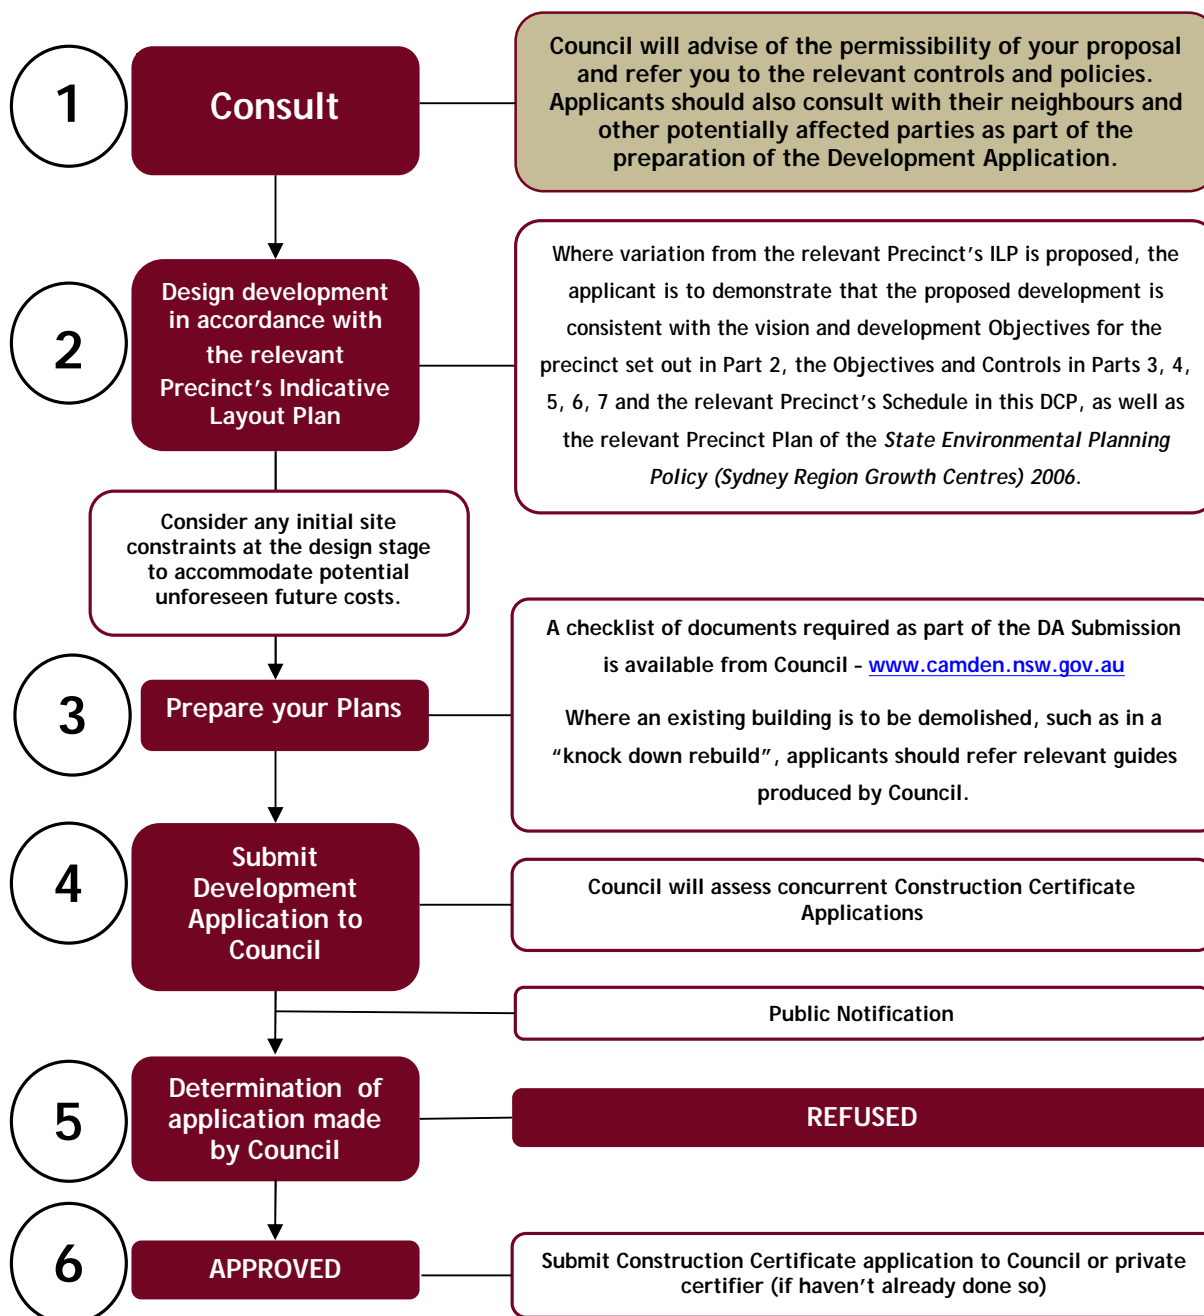 1
Consult
Council will advise of the permissibility of your proposal
and refer you to the relevant controls and policies.
Applicants should also consult with their neighbours and
other potentially affected parties as part of the
preparation of the Development Application.
2
Design development
in accordance with
the relevant
Precinct's Indicative
Layout Plan
Where variation from the relevant Precinct's ILP is proposed, the
applicant is to demonstrate that the proposed development is
consistent with the vision and development Objectives for the
precinct set out in Part 2, the Objectives and Controls in Parts 3, 4,
5, 6, 7 and the relevant Precinct's Schedule in this DCP, as well as
the relevant Precinct Plan of the State Environmental Planning
Policy (Sydney Region Growth Centres) 2006.
Consider any initial site
constraints at the design stage
to accommodate potential
unforeseen future costs.
3
Prepare your Plans
A checklist of documents required as part of the DA Submission
is available from Council - www.camden.nsw.gov.au
Where an existing building is to be demolished, such as in a
“knock down rebuild”, applicants should refer relevant guides
produced by Council.
4
Submit
Development
Application to
Council
Council will assess concurrent Construction Certificate
Applications
Public Notification
5
Determination of
application made
by Council
REFUSED
6
APPROVED
Submit Construction Certificate application to Council or private
certifier (if haven't already done so)